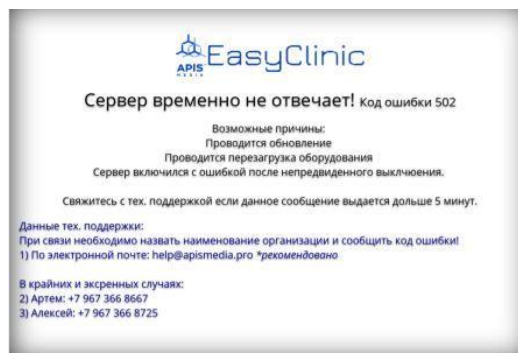 APIS
MEDIA
EasyClinic
Сервер временно не отвечает! Код ошибки 502
Возможные причины:
Проводится обновление
Проводится перезагрузка оборудования
Сервер включился с ошибкой после непредвиденного выключения.
Свяжитесь с тех. поддержкой если данное сообщение выдается дольше 5 минут.
Данные тех. поддержки:
При связи необходимо назвать наименование организации и сообщить код ошибки!
1) По электронной почте: help@apismedia.pro *рекомендовано
В крайних и эксренных случаях:
2) Артем: +7 967 366 8667
3) Алексей: +7 967 366 8725